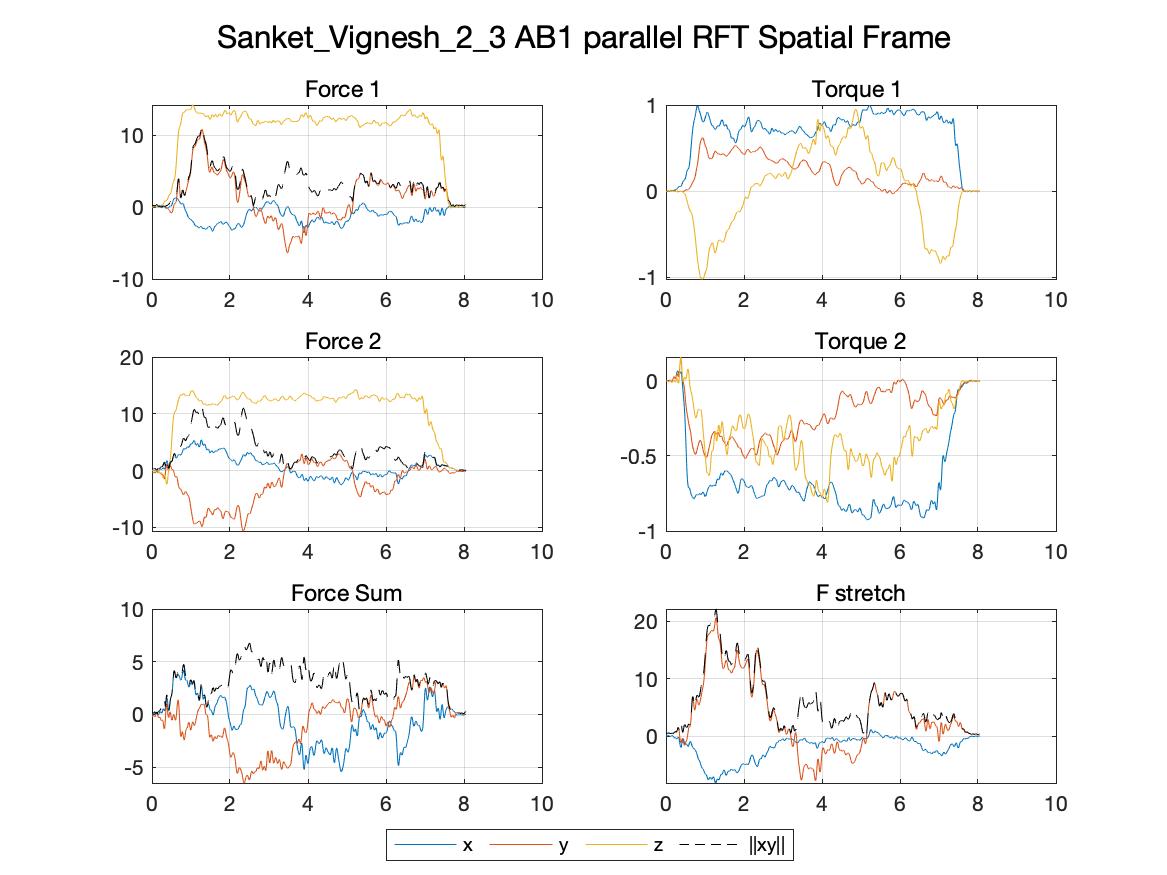 Sanket_Vignesh_2_3 AB1 parallel RFT Spatial Frame
Force 1
10
0
-10
0 2 4 6 8 10
Torque 1
1
0
-1
0 2 4 6 8 10
Force 2
20
10
0
-10
0 2 4 6 8 10
Torque 2
0
-0.5
-1
0 2 4 6 8 10
Force Sum
10
5
0
-5
0 2 4 6 8 10
F stretch
20
10
0
0 2 4 6 8 10
x y z ||xy||